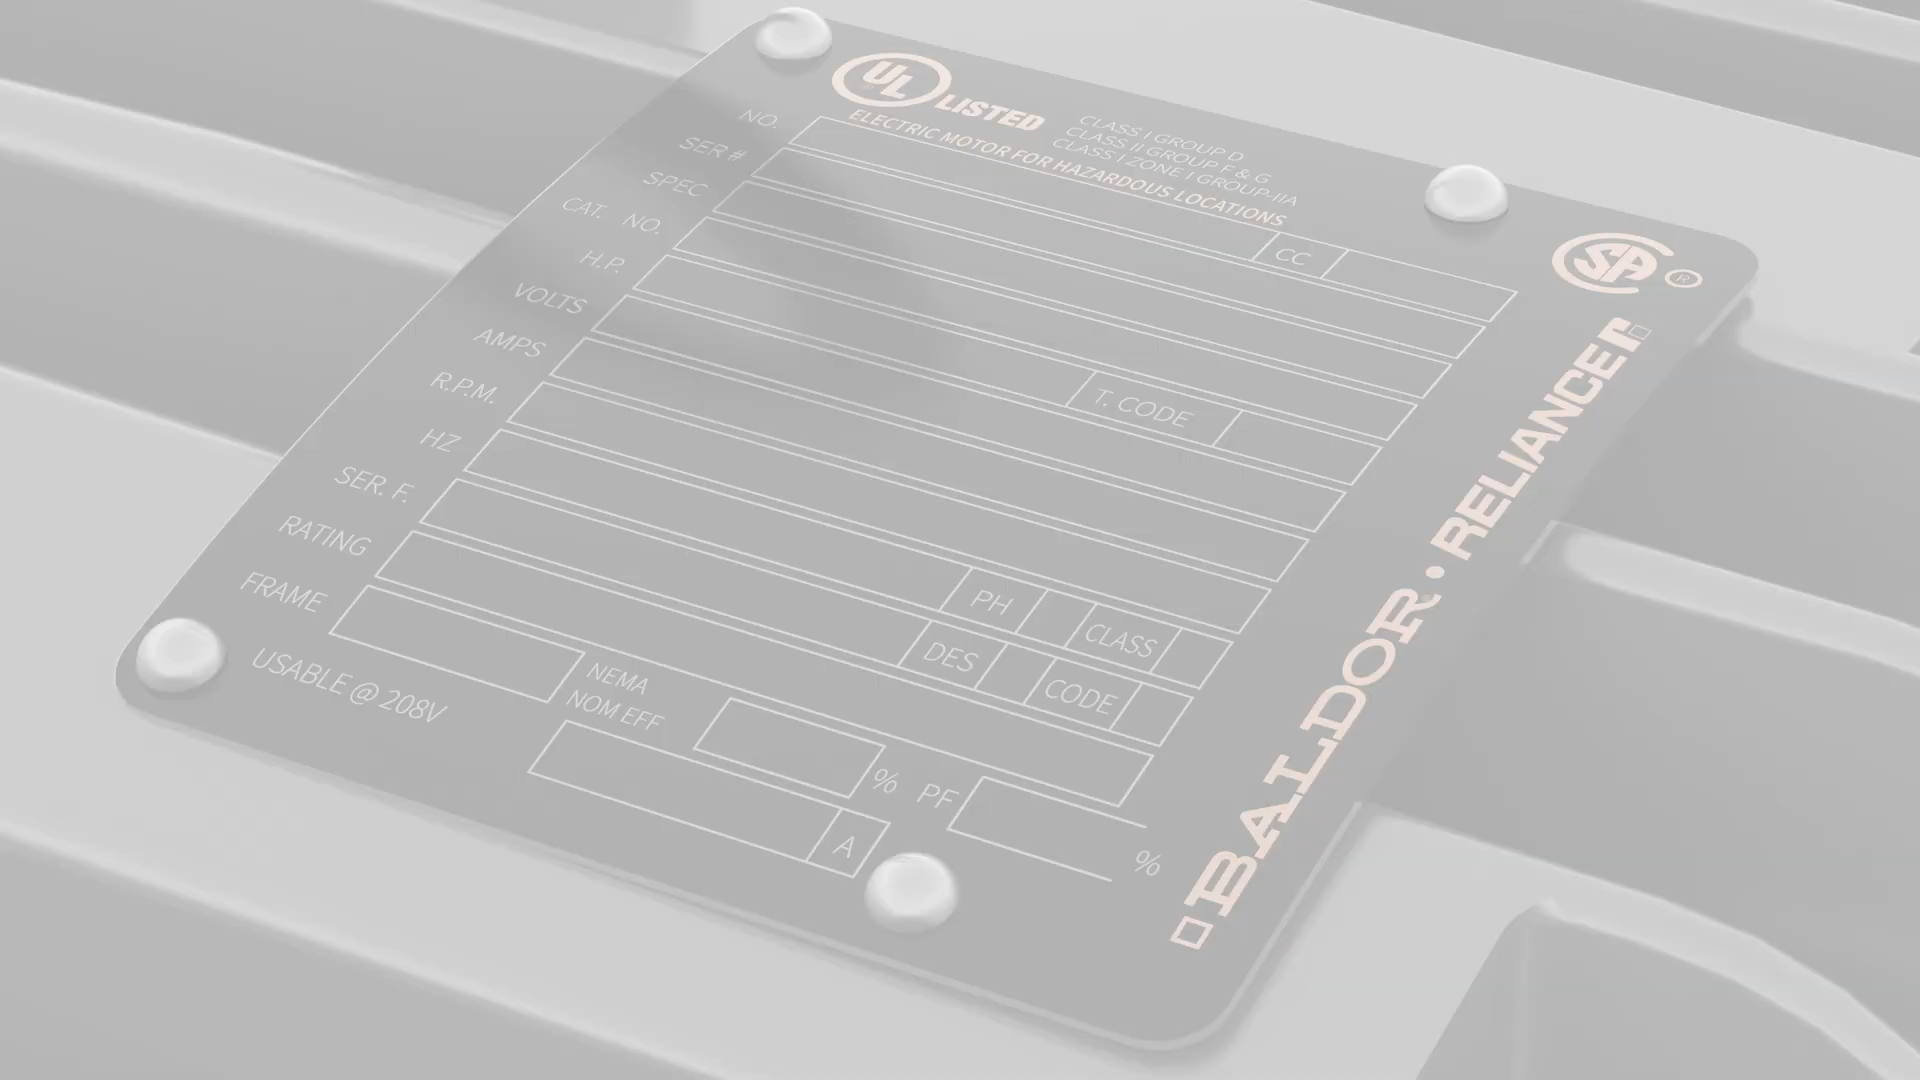 UL LISTED
CLASS I GROUP D
CLASS II GROUP F & G
CLASS I ZONE I GROUP-IIA
ELECTRIC MOTOR FOR HAZARDOUS LOCATIONS
SA ®
NO. CC
SER #
SPEC
CAT. NO.
H.P. T. CODE
VOLTS
AMPS
R.P.M.
HZ PH CLASS
SER. F. DES CODE
RATING
FRAME NEMA
NOM EFF % PF %
USABLE @ 208V A
BALDOR • RELIANCE